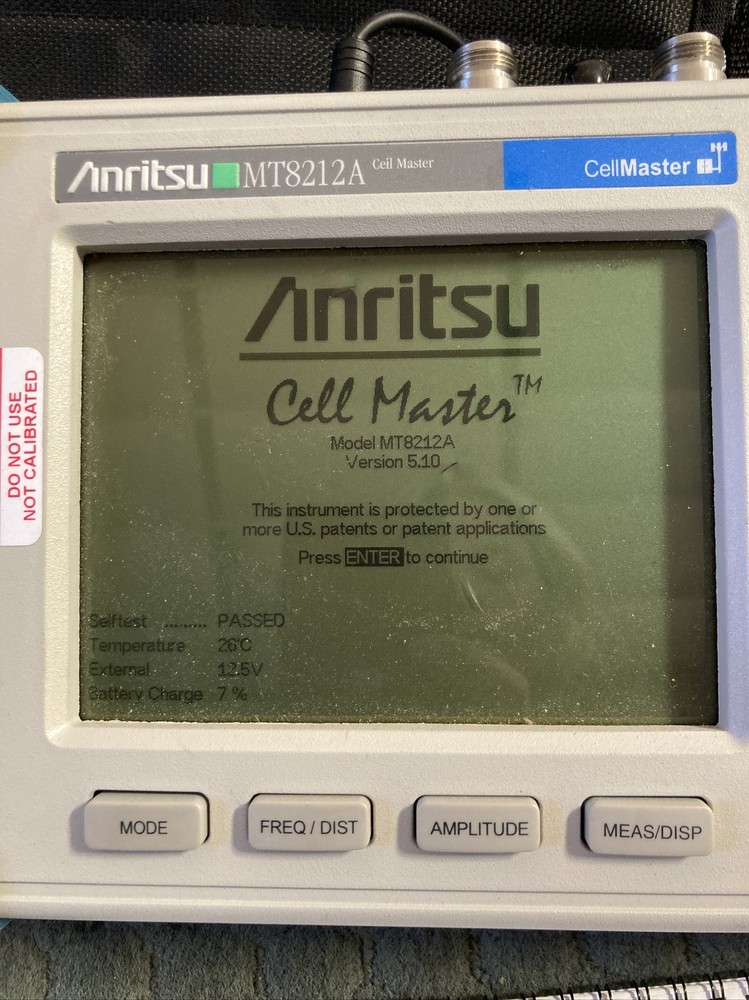 Anritsu MT8212A Cell Master
CellMaster
Anritsu
Cell Master™
Model MT8212A
Version 5.10
This instrument is protected by one or
more U.S. patents or patent applications
Press ENTER to continue
Selftest ......... PASSED
Temperature 26°C
External 12.5V
Battery Charge 7 %
DO NOT USE
NOT CALIBRATED
MODE
FREQ / DIST
AMPLITUDE
MEAS/DISP